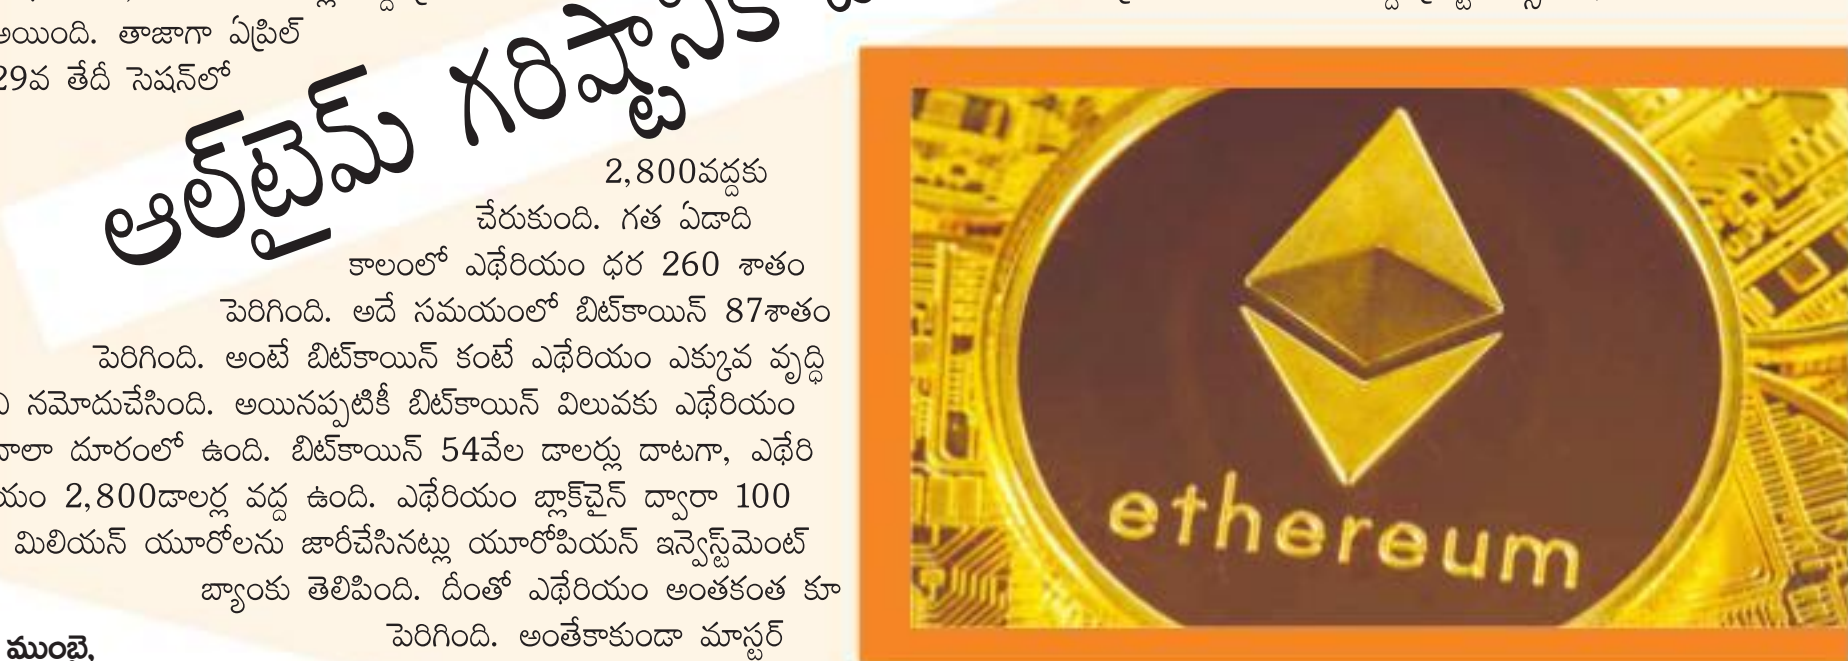 అయింది. తాజాగా ఏప్రిల్
29వ తేదీ సెషన్‌లో
ఆల్‌టైమ్ గరిష్టానికి
2,800వద్దకు
చేరుకుంది. గత ఏడాది
కాలంలో ఎథేరియం ధర 260 శాతం
పెరిగింది. అదే సమయంలో బిట్‌కాయిన్ 87శాతం
పెరిగింది. అంటే బిట్‌కాయిన్ కంటే ఎథేరియం ఎక్కువ వృద్ధి
ని నమోదుచేసింది. అయినప్పటికీ బిట్‌కాయిన్ విలువకు ఎథేరియం
చాలా దూరంలో ఉంది. బిట్‌కాయిన్ 54వేల డాలర్లు దాటగా, ఎథేరి
యం 2,800డాలర్ల వద్ద ఉంది. ఎథేరియం బ్లాక్‌చైన్ ద్వారా 100
మిలియన్ యూరోలను జారీచేసినట్లు యూరోపియన్ ఇన్వెస్ట్‌మెంట్
బ్యాంకు తెలిపింది. దీంతో ఎథేరియం అంతకంత కూ
పెరిగింది. అంతేకాకుండా మాస్టర్
ముంబై,
ethereum